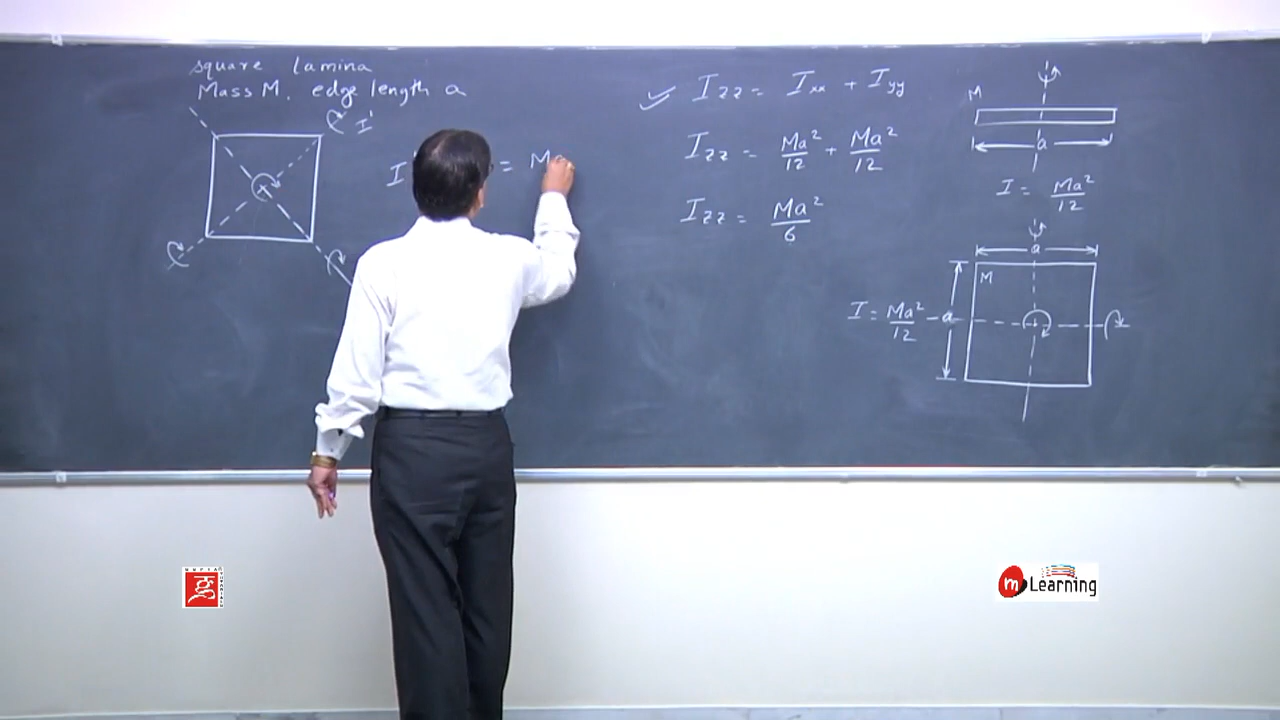 square lamina
Mass M, edge length a
I'
I = M
✓ Izz = Ixx + Iyy
Izz = Ma²/12 + Ma²/12
Izz = Ma²/6
M
a
I = Ma²/12
a
M
I = Ma²/12
a
g
m Learning